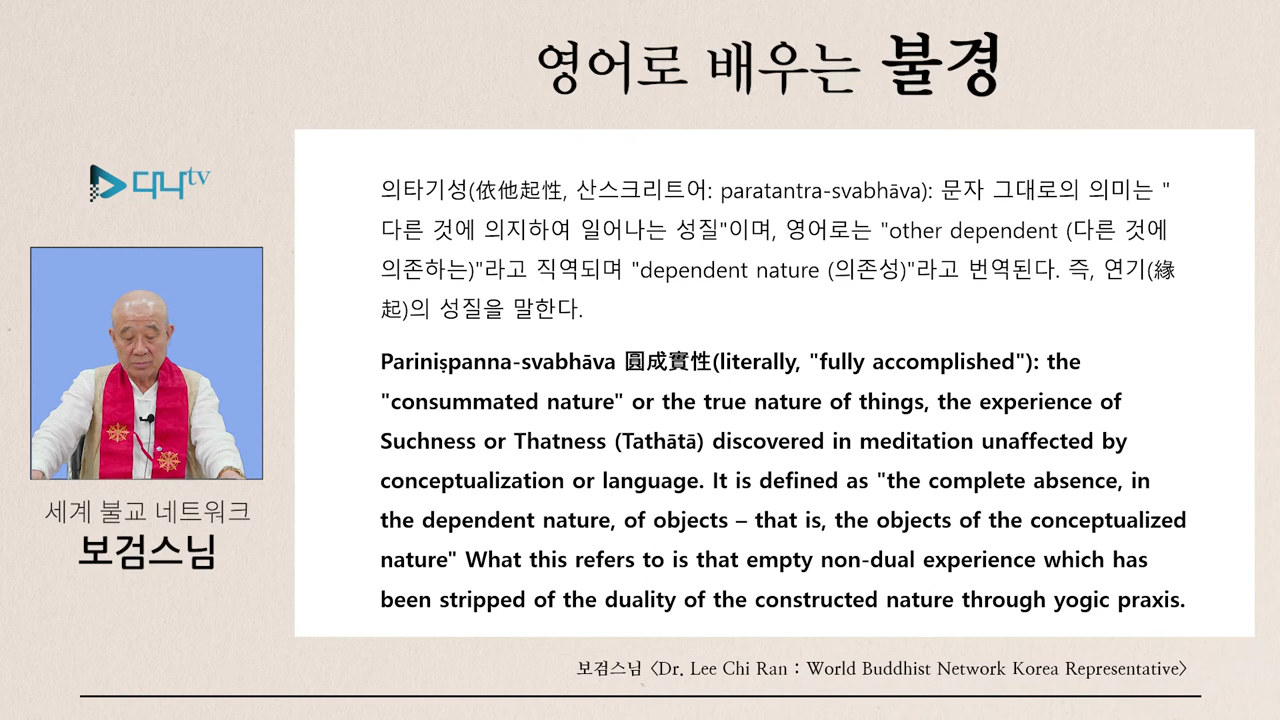 영어로 배우는 불경
디나tv
의타기성(依他起性, 산스크리트어: paratantra-svabhāva): 문자 그대로의 의미는 "
다른 것에 의지하여 일어나는 성질"이며, 영어로는 "other dependent (다른 것에
의존하는)"라고 직역되며 "dependent nature (의존성)"라고 번역된다. 즉, 연기(緣
起)의 성질을 말한다.
Pariniṣpanna-svabhāva 圓成實性(literally, "fully accomplished"): the
"consummated nature" or the true nature of things, the experience of
Suchness or Thatness (Tathātā) discovered in meditation unaffected by
conceptualization or language. It is defined as "the complete absence, in
the dependent nature, of objects – that is, the objects of the conceptualized
nature" What this refers to is that empty non-dual experience which has
been stripped of the duality of the constructed nature through yogic praxis.
세계 불교 네트워크
보검스님
보검스님 <Dr. Lee Chi Ran : World Buddhist Network Korea Representative>